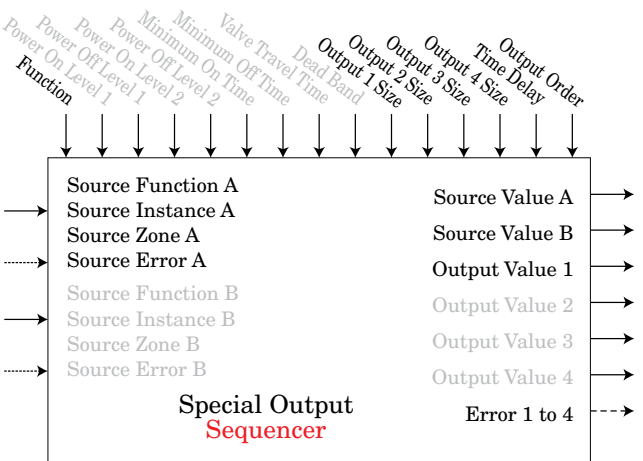 Function
Power On Level 1
Power Off Level 1
Power On Level 2
Power Off Level 2
Minimum On Time
Minimum Off Time
Valve Travel Time
Dead Band
Output 1 Size
Output 2 Size
Output 3 Size
Output 4 Size
Time Delay
Output Order
Source Function A
Source Instance A
Source Zone A
Source Error A
Source Function B
Source Instance B
Source Zone B
Source Error B
Source Value A
Source Value B
Output Value 1
Output Value 2
Output Value 3
Output Value 4
Error 1 to 4
Special Output
Sequencer